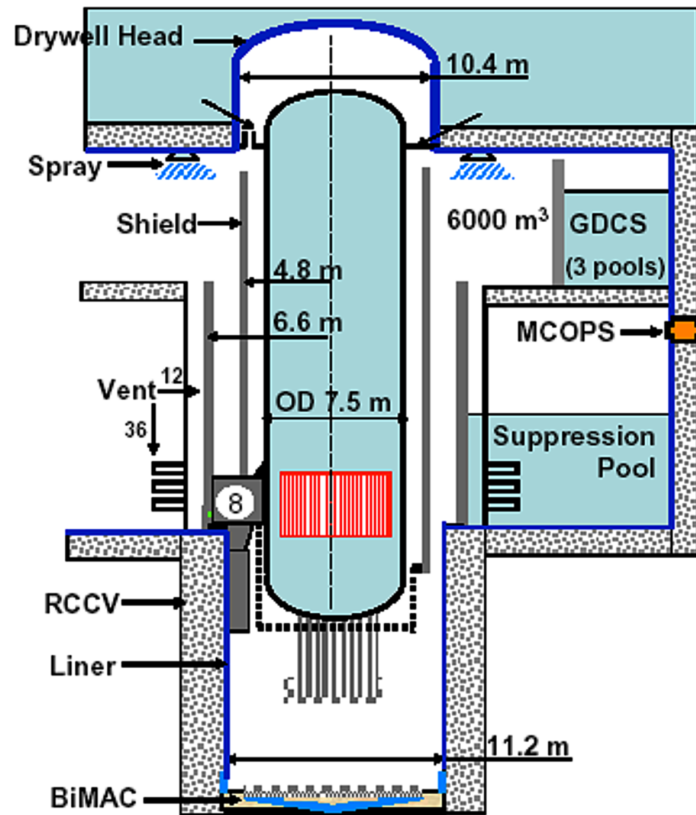 Drywell Head
10.4 m
Spray
Shield
6000 m³
GDCS
(3 pools)
4.8 m
6.6 m
MCOPS
Vent
12
36
OD 7.5 m
Suppression
Pool
8
RCCV
Liner
11.2 m
BiMAC